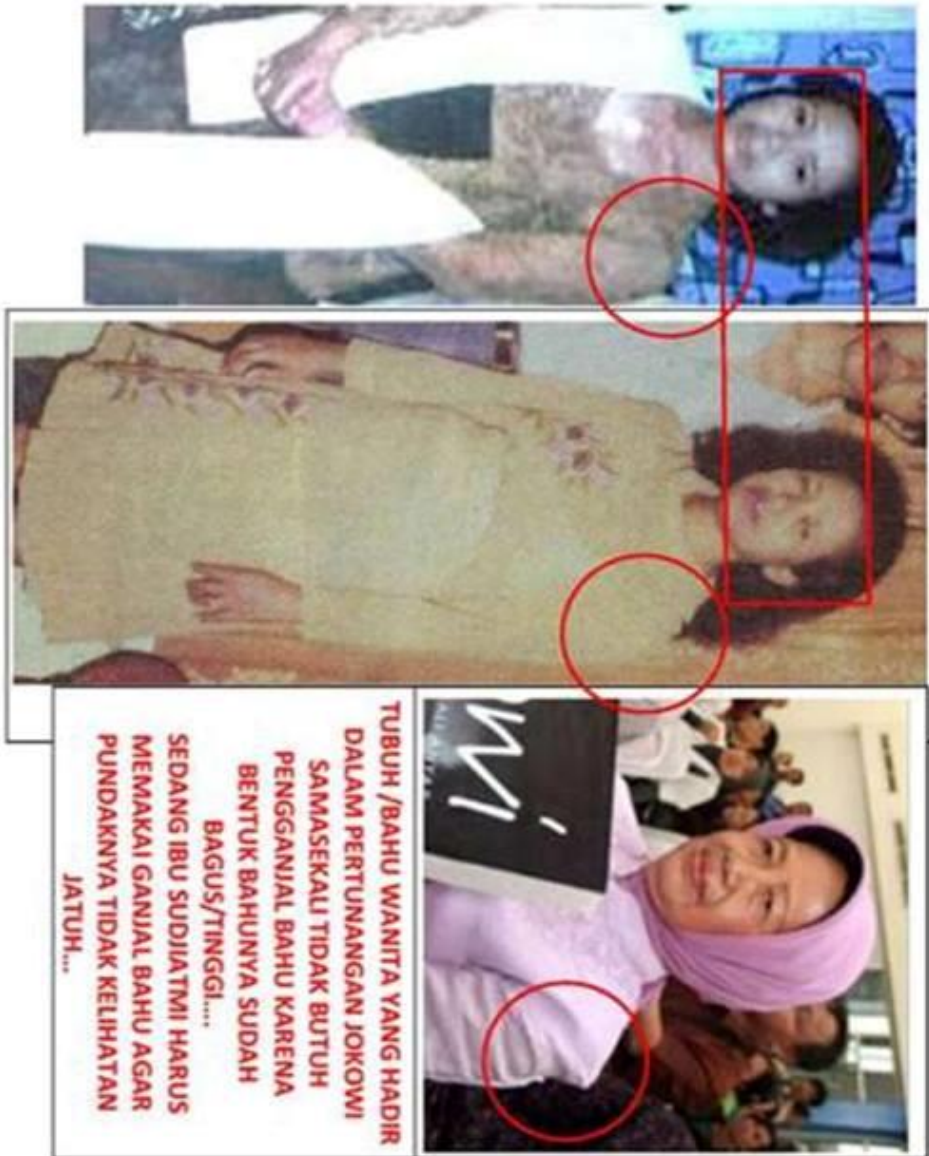 TUBUH /BAHU WANITA YANG HADIR
DALAM PERTUNANGAN JOKOWI
SAMASEKALI TIDAK BUTUH
PENGGANJAL BAHU KARENA
BENTUK BAHUNYA SUDAH
BAGUS/TINGGI....
SEDANG IBU SUDJIATMI HARUS
MEMAKAI GANJAL BAHU AGAR
PUNDAKNYA TIDAK KELIHATAN
JATUH...
OWI